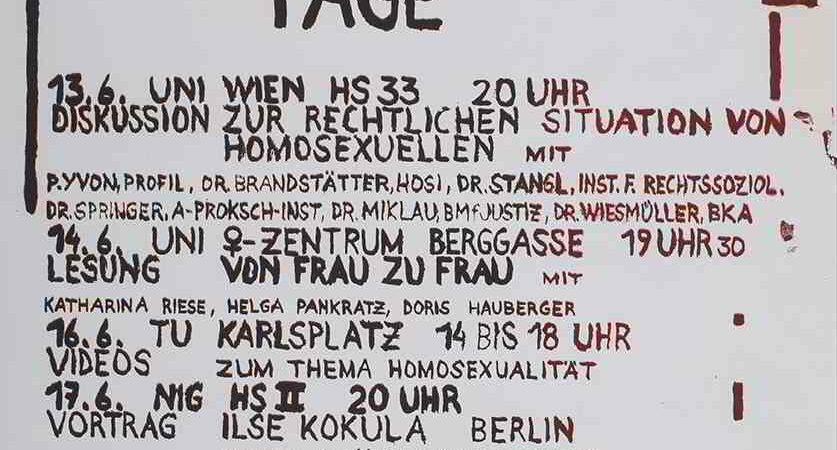 TAGE
13.6. UNI WIEN HS 33 20 UHR
DISKUSSION ZUR RECHTLICHEN SITUATION VON
HOMOSEXUELLEN MIT
P.YVON, PROFIL, DR. BRANDSTÄTTER, HOSI, DR. STANGL, INST. F. RECHTSSOZIOL.
DR. SPRINGER, A-PROKSCH-INST, DR. MIKLAU, BMfJUSTIZ, DR. WIESMÜLLER, BKA
14.6. UNI ♀-ZENTRUM BERGGASSE 19 UHR 30
LESUNG VON FRAU ZU FRAU MIT
KATHARINA RIESE, HELGA PANKRATZ, DORIS HAUBERGER
16.6. TU KARLSPLATZ 14 BIS 18 UHR
VIDEOS ZUM THEMA HOMOSEXUALITÄT
17.6. NIG HS II 20 UHR
VORTRAG ILSE KOKULA BERLIN